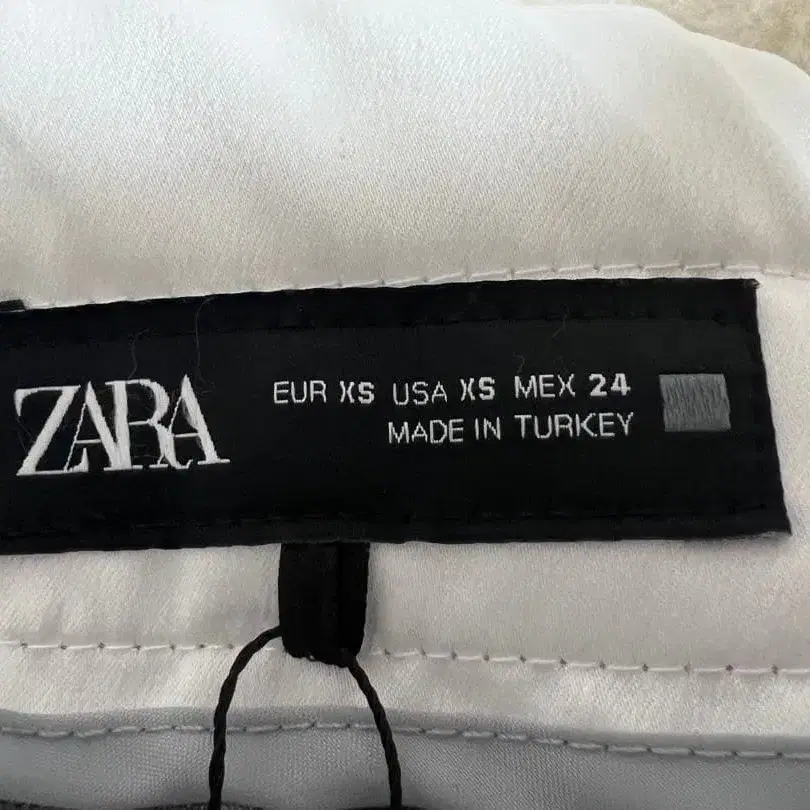 ZARA
EUR XS USA XS MEX 24
MADE IN TURKEY